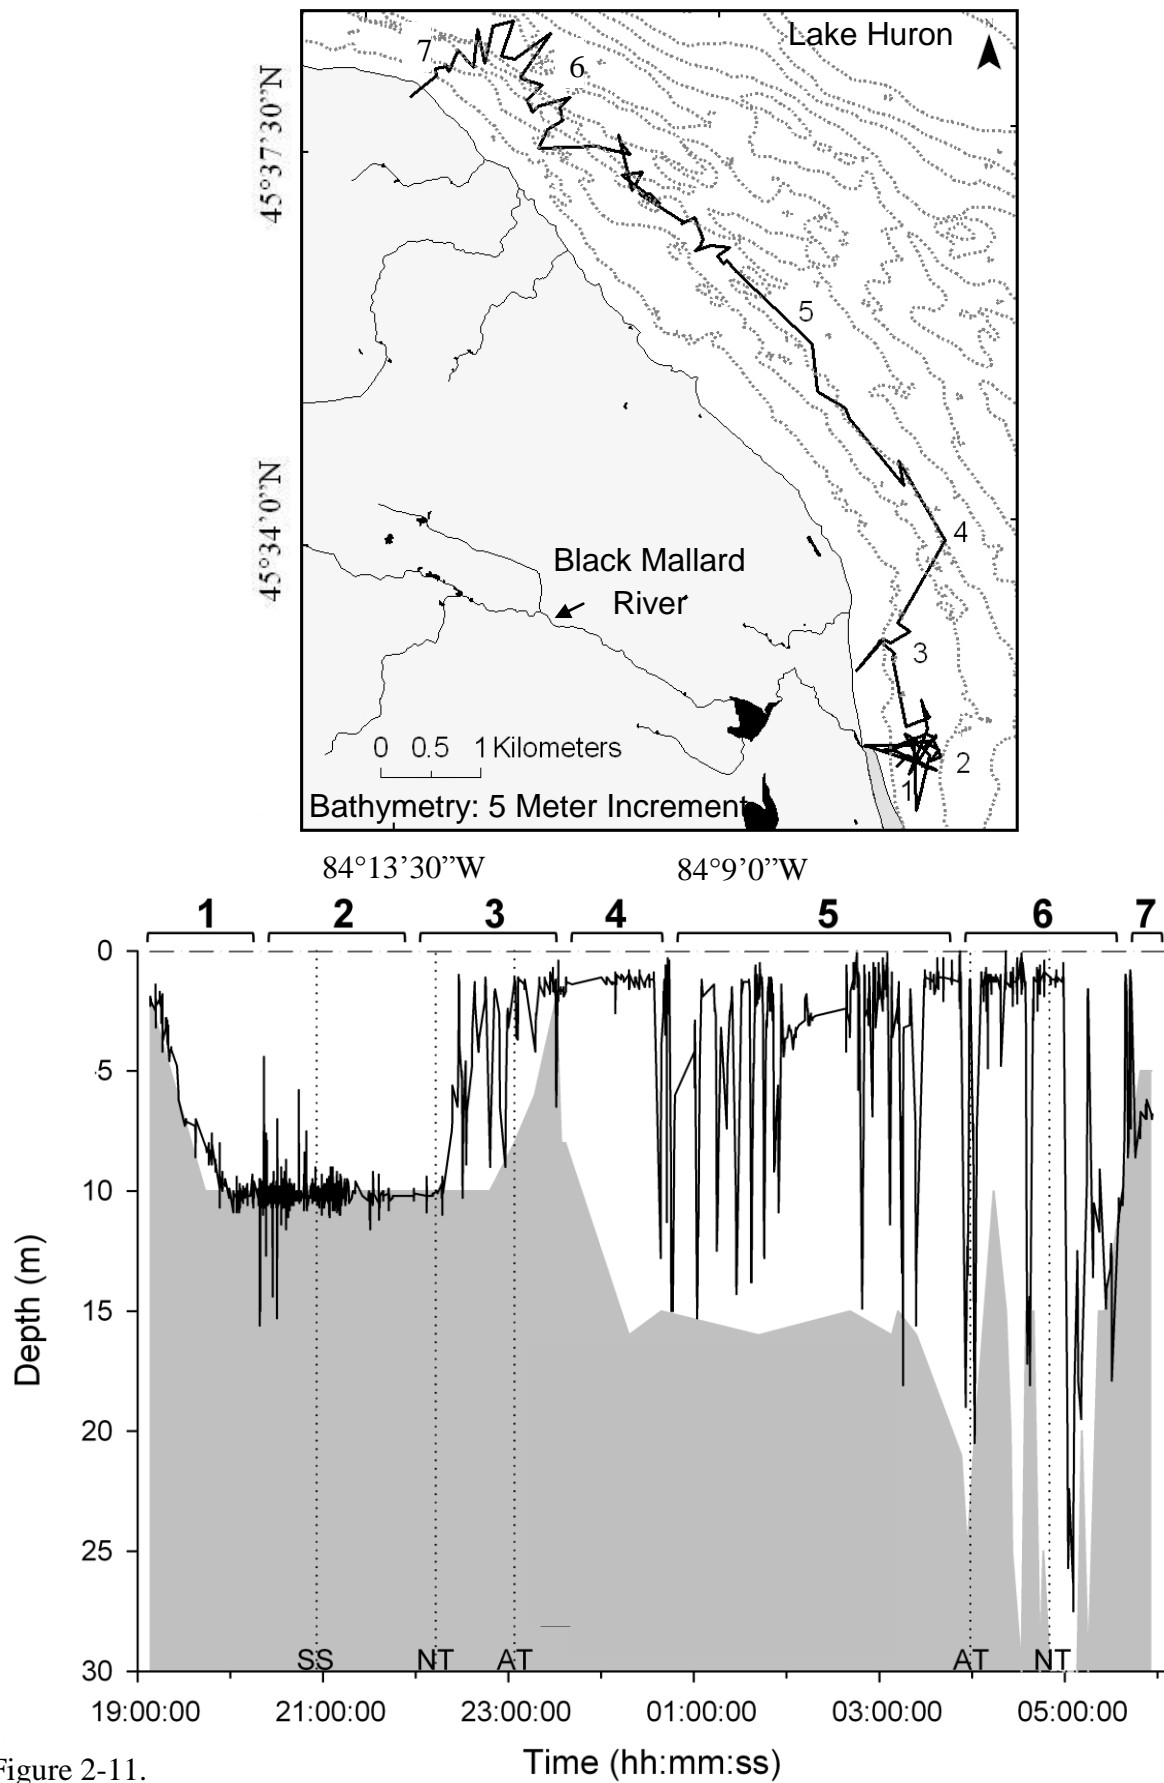 Lake Huron
7
6
45°37'30"N
5
45°34'0"N
4
Black Mallard
River
3
0 0.5 1 Kilometers
2
1
Bathymetry: 5 Meter Increment
84°13'30"W 84°9'0"W
1 2 3 4 5 6 7
0
5
10
15
20
25
30
Depth (m)
SS NT AT AT NT
19:00:00 21:00:00 23:00:00 01:00:00 03:00:00 05:00:00
Time (hh:mm:ss)
Figure 2-11.